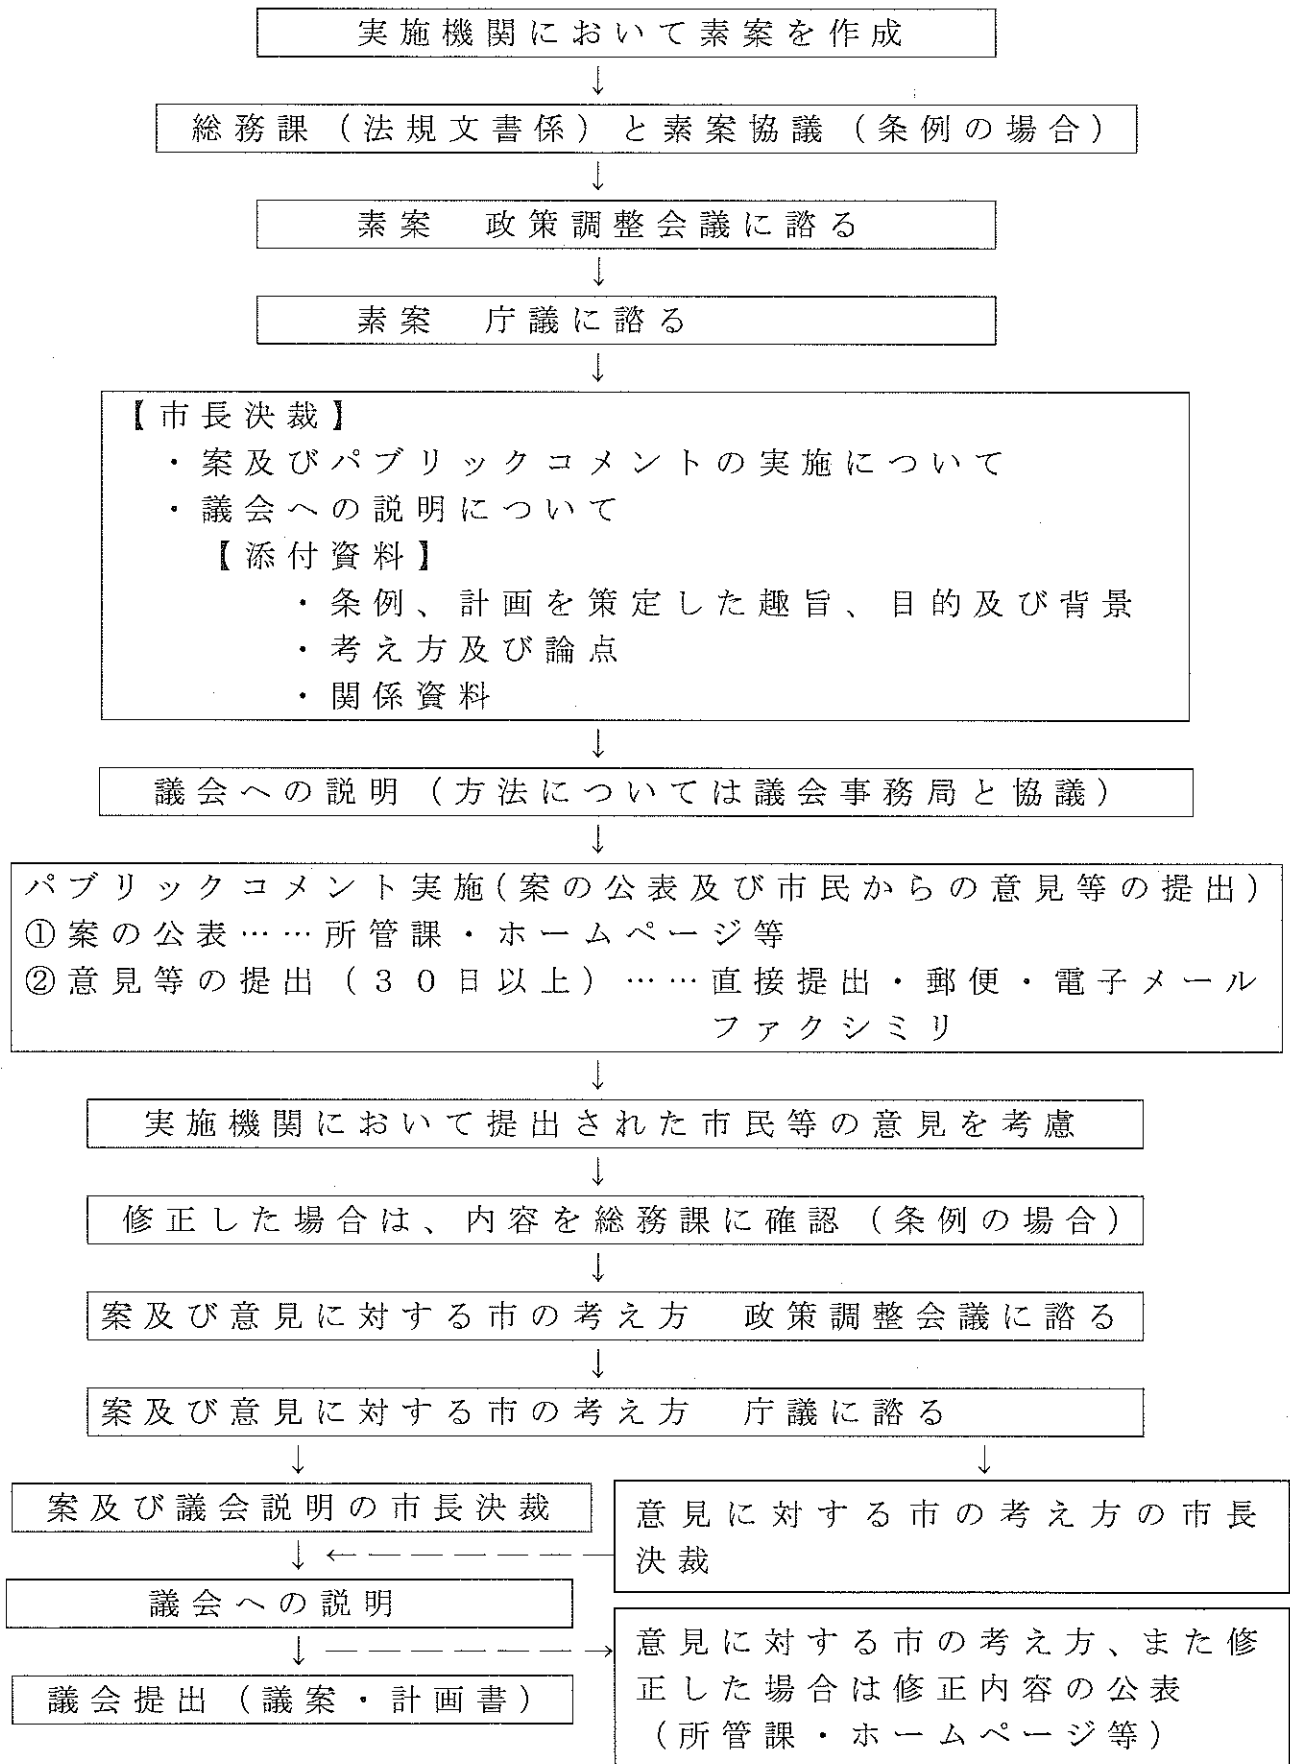 実施機関において素案を作成
↓
総務課（法規文書係）と素案協議（条例の場合）
↓
素案　政策調整会議に諮る
↓
素案　庁議に諮る
↓
【市長決裁】
・案及びパブリックコメントの実施について
・議会への説明について
【添付資料】
・条例、計画を策定した趣旨、目的及び背景
・考え方及び論点
・関係資料
↓
議会への説明（方法については議会事務局と協議）
↓
パブリックコメント実施（案の公表及び市民からの意見等の提出）
①案の公表……所管課・ホームページ等
②意見等の提出（３０日以上）……直接提出・郵便・電子メール
ファクシミリ
↓
実施機関において提出された市民等の意見を考慮
↓
修正した場合は、内容を総務課に確認（条例の場合）
↓
案及び意見に対する市の考え方　政策調整会議に諮る
↓
案及び意見に対する市の考え方　庁議に諮る
↓
↓
案及び議会説明の市長決裁
意見に対する市の考え方の市長
決裁
↓
議会への説明
↓
議会提出（議案・計画書）
意見に対する市の考え方、また修
正した場合は修正内容の公表
（所管課・ホームページ等）